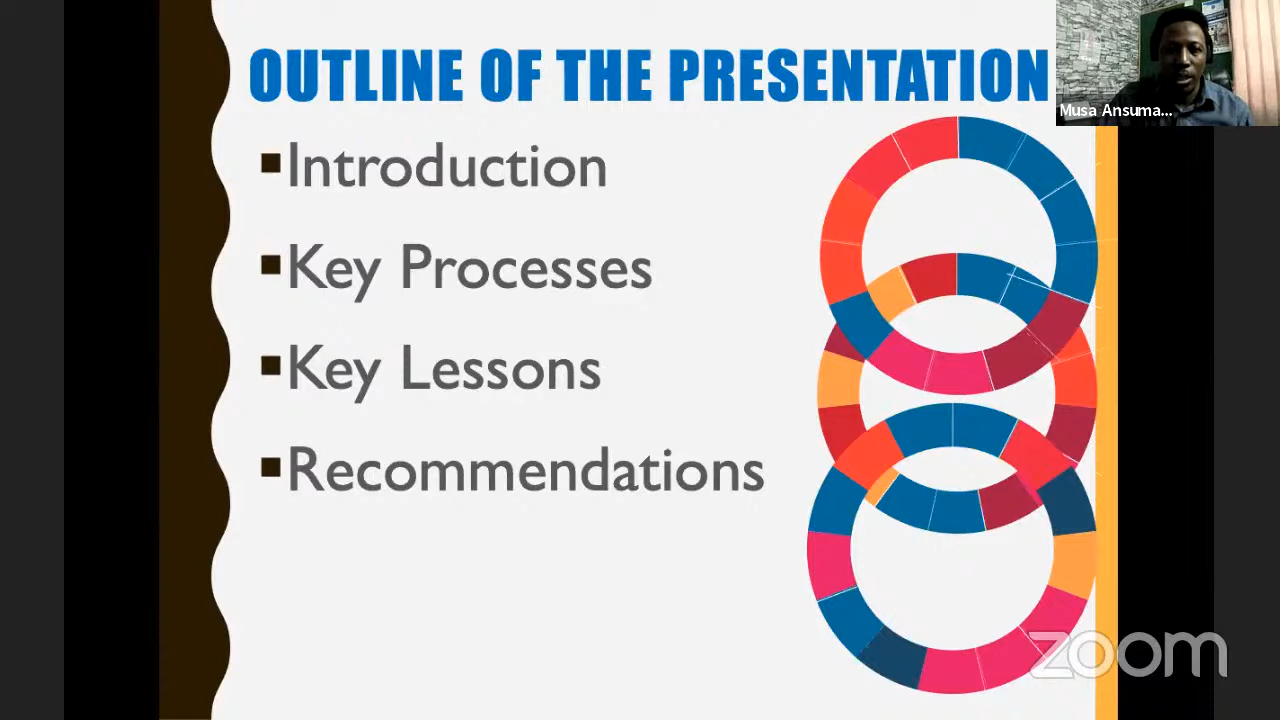 OUTLINE OF THE PRESENTATION
Musa Ansuma...
Introduction
Key Processes
Key Lessons
Recommendations
zoom